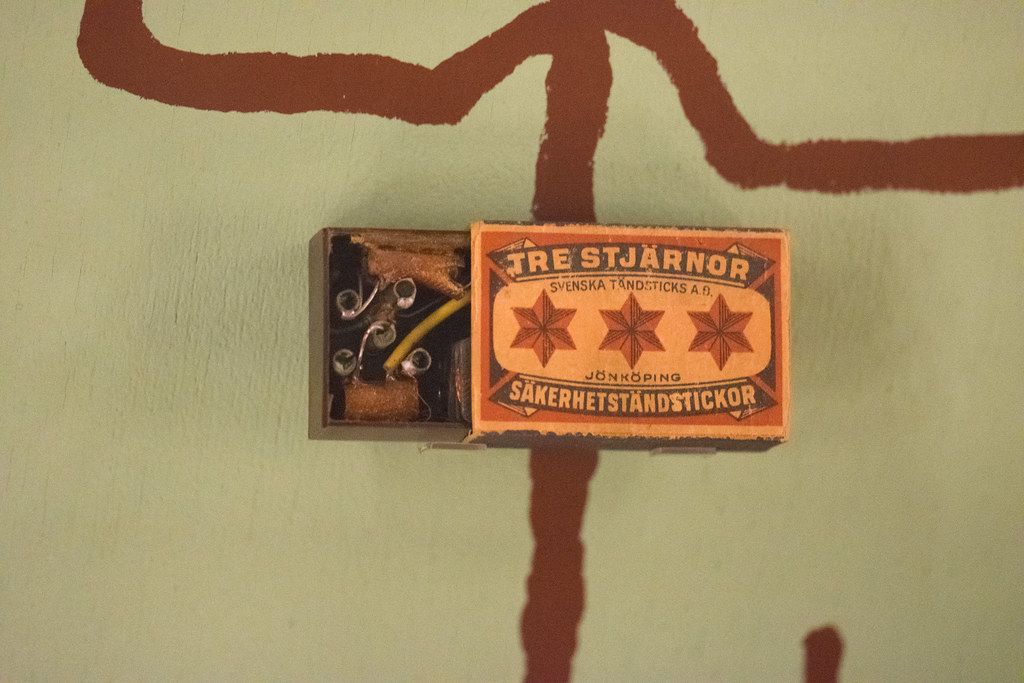 TRE STJÄRNOR
SVENSKA TÄNDSTICKS A.B.
JÖNKÖPING
SÄKERHETSTÄNDSTICKOR